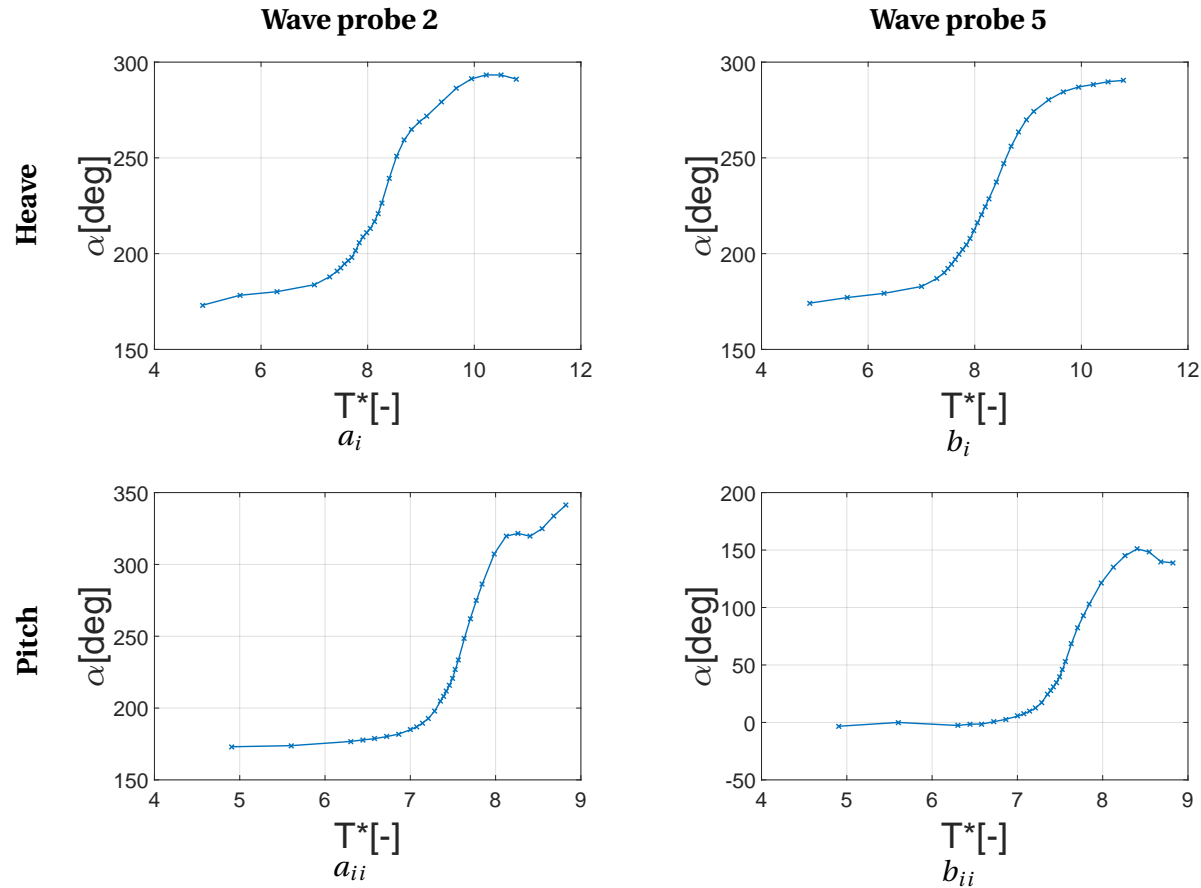 Wave probe 2
Wave probe 5
Heave
300
250
200
150
α[deg]
4 6 8 10 12
T*[-]
a_i
300
250
200
150
α[deg]
4 6 8 10 12
T*[-]
b_i
Pitch
350
300
250
200
150
α[deg]
4 5 6 7 8 9
T*[-]
a_ii
200
150
100
50
0
-50
α[deg]
4 5 6 7 8 9
T*[-]
b_ii